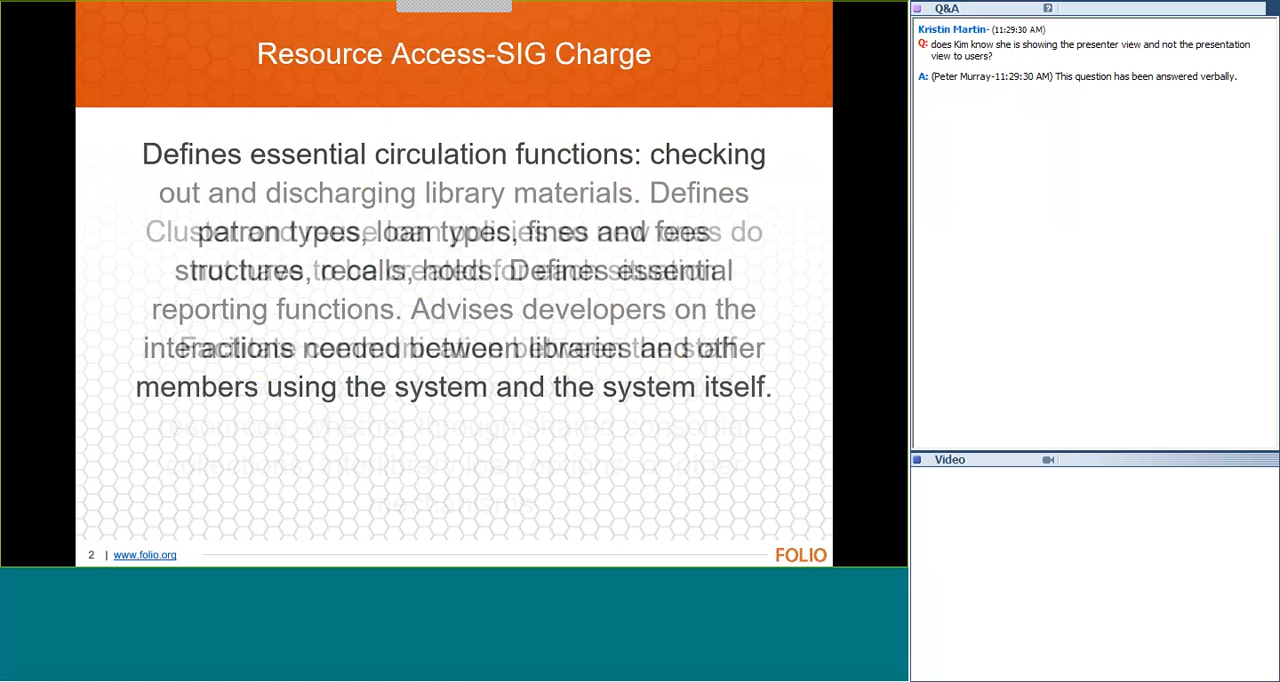 Resource Access-SIG Charge
Defines essential circulation functions: checking
out and discharging library materials. Defines
patron types, loan types, fines and fees
structures, recalls, holds. Defines essential
reporting functions. Advises developers on the
interactions needed between libraries and other
members using the system and the system itself.
2 | www.folio.org
FOLIO
Q&A
Kristin Martin- (11:29:30 AM)
Q: does Kim know she is showing the presenter view and not the presentation
view to users?
A: (Peter Murray-11:29:30 AM) This question has been answered verbally.
Video